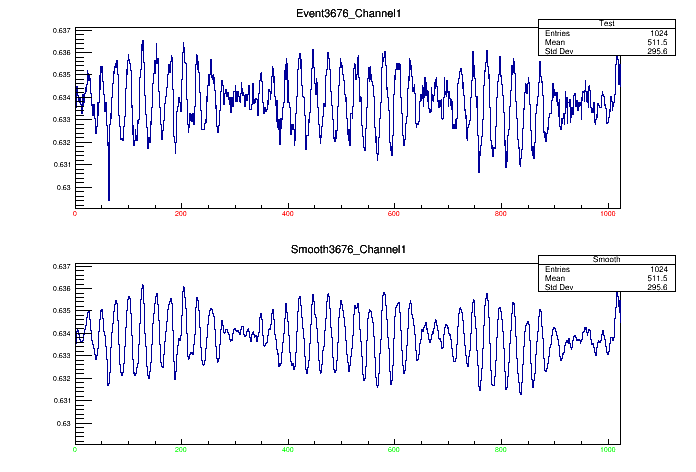 Event3676_Channel1
Test
Entries 1024
Mean 511.5
Std Dev 295.6
0.637
0.636
0.635
0.634
0.633
0.632
0.631
0.63
0 200 400 600 800 1000
Smooth3676_Channel1
Smooth
Entries 1024
Mean 511.5
Std Dev 295.6
0.637
0.636
0.635
0.634
0.633
0.632
0.631
0.63
0 200 400 600 800 1000